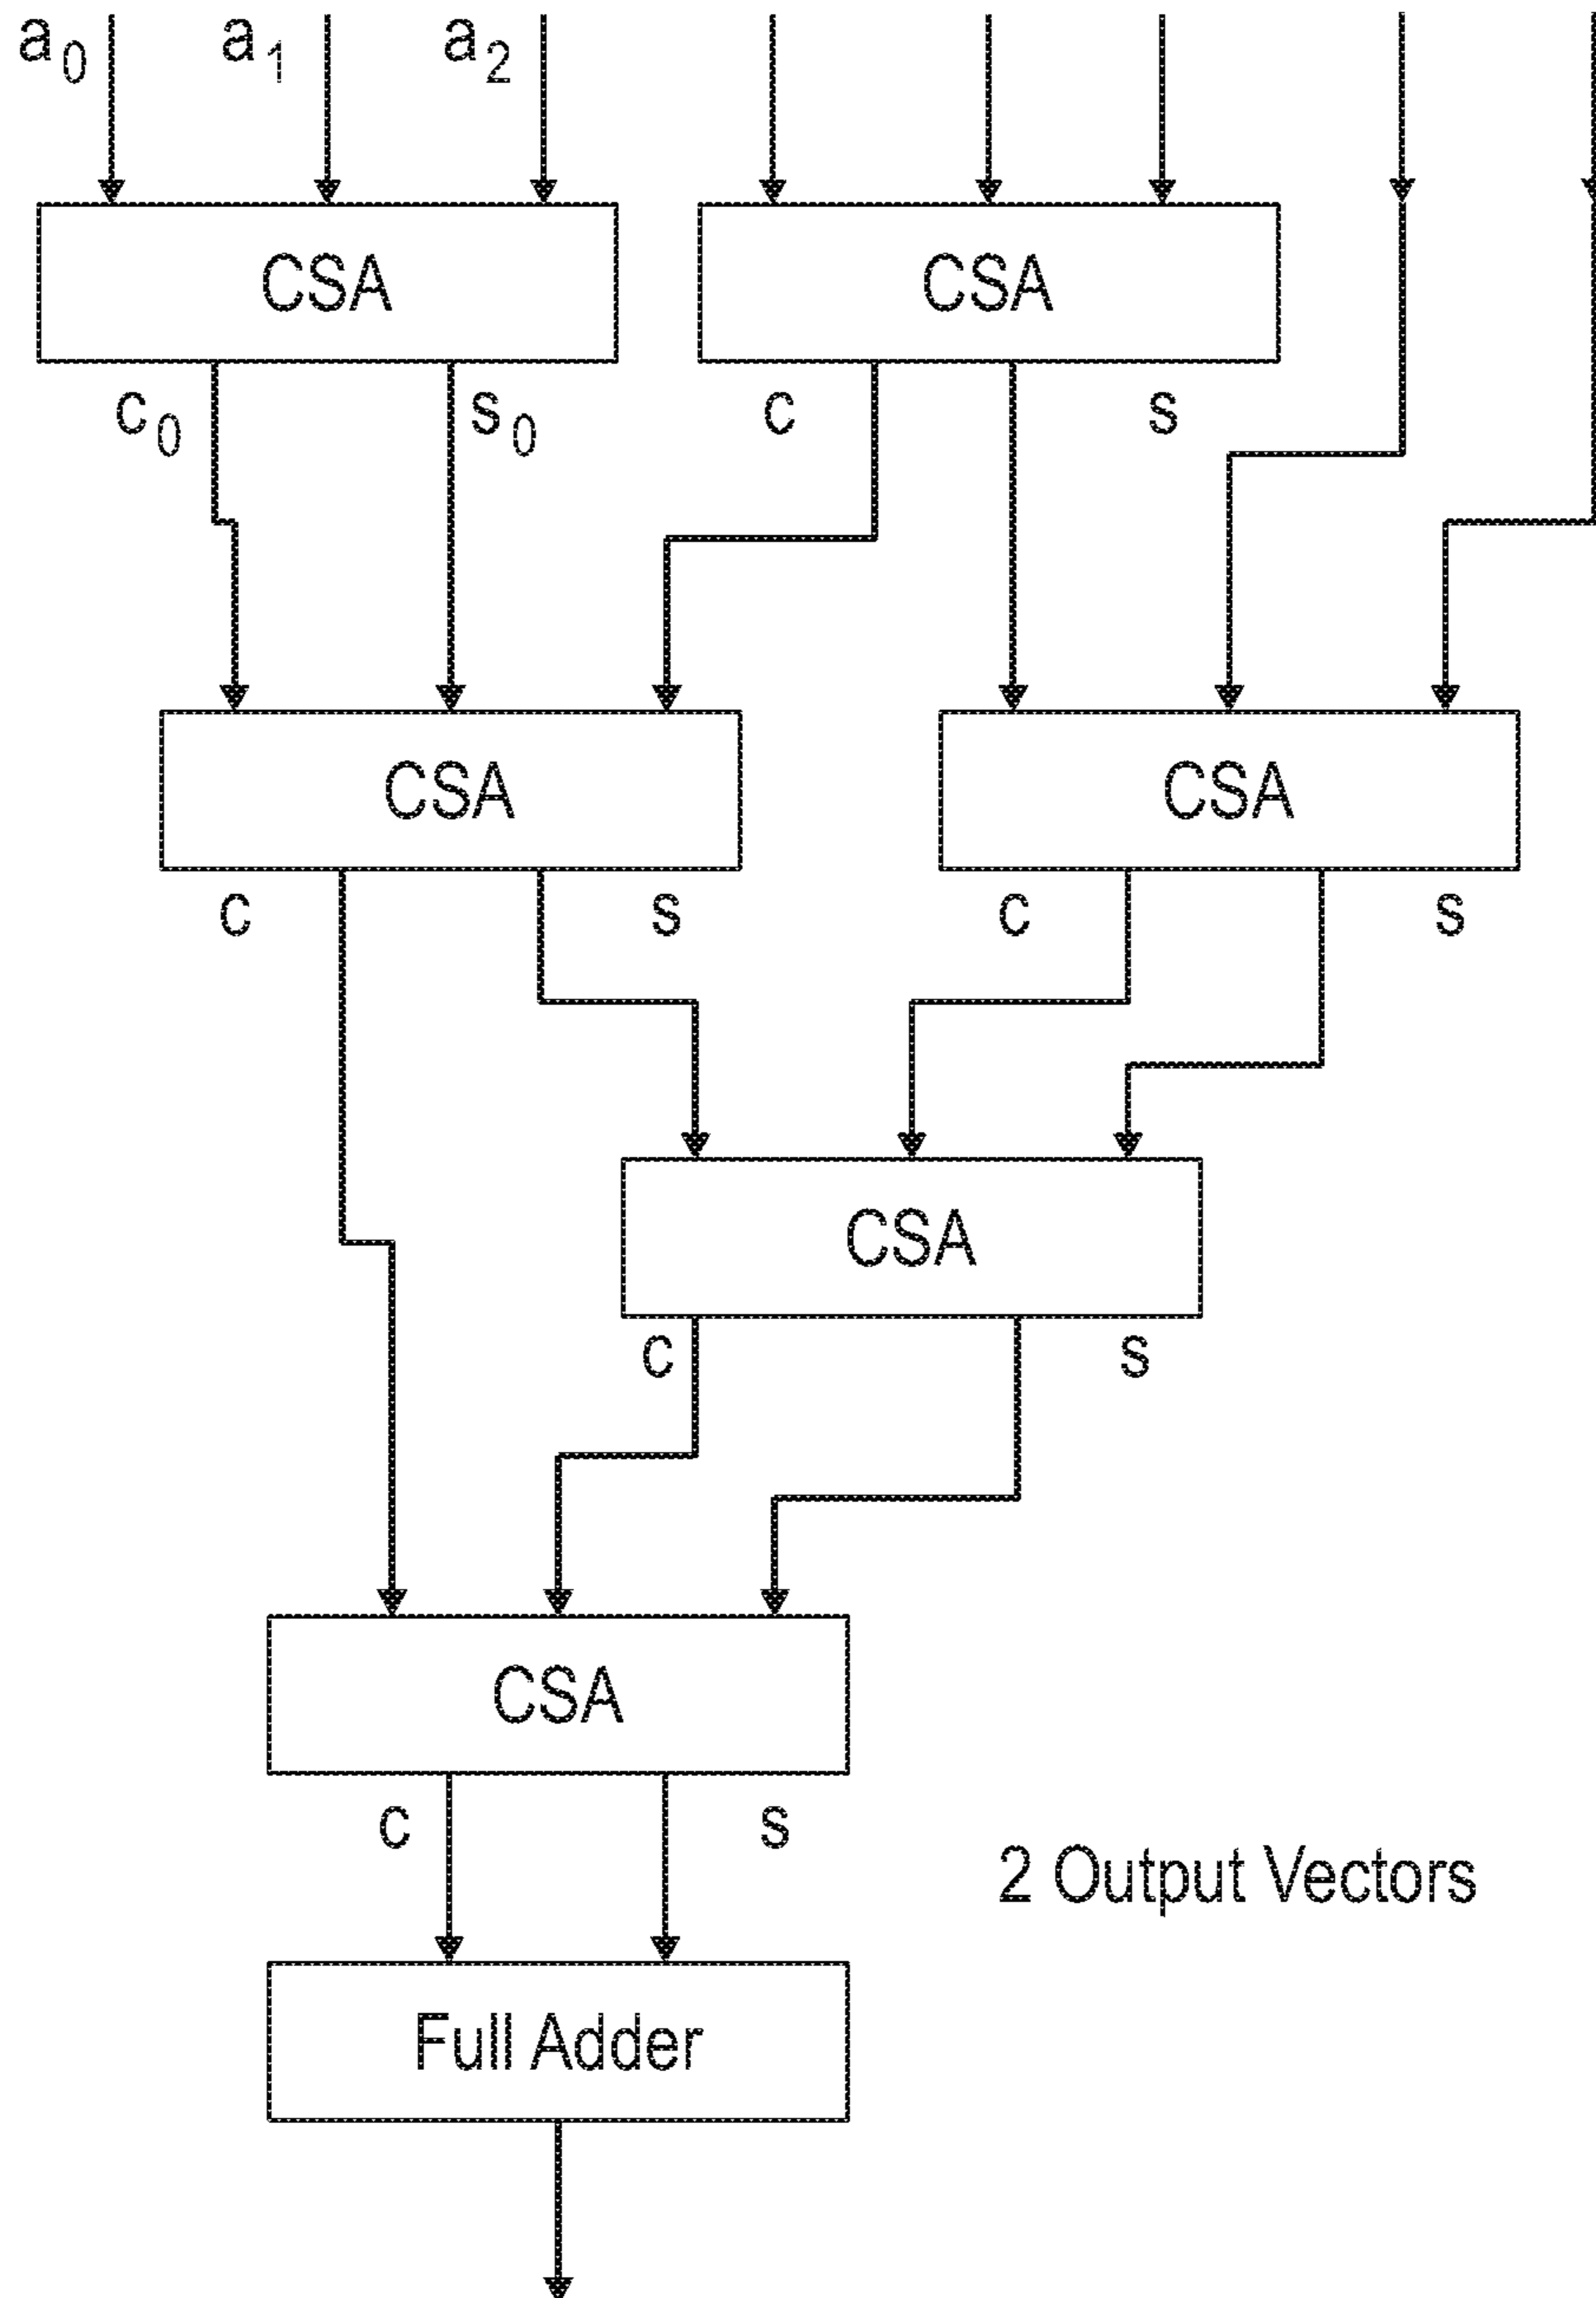 a0 a1 a2
CSA CSA
c0 s0 c s
CSA CSA
c s c s
CSA
c s
CSA
c s
2 Output Vectors
Full Adder